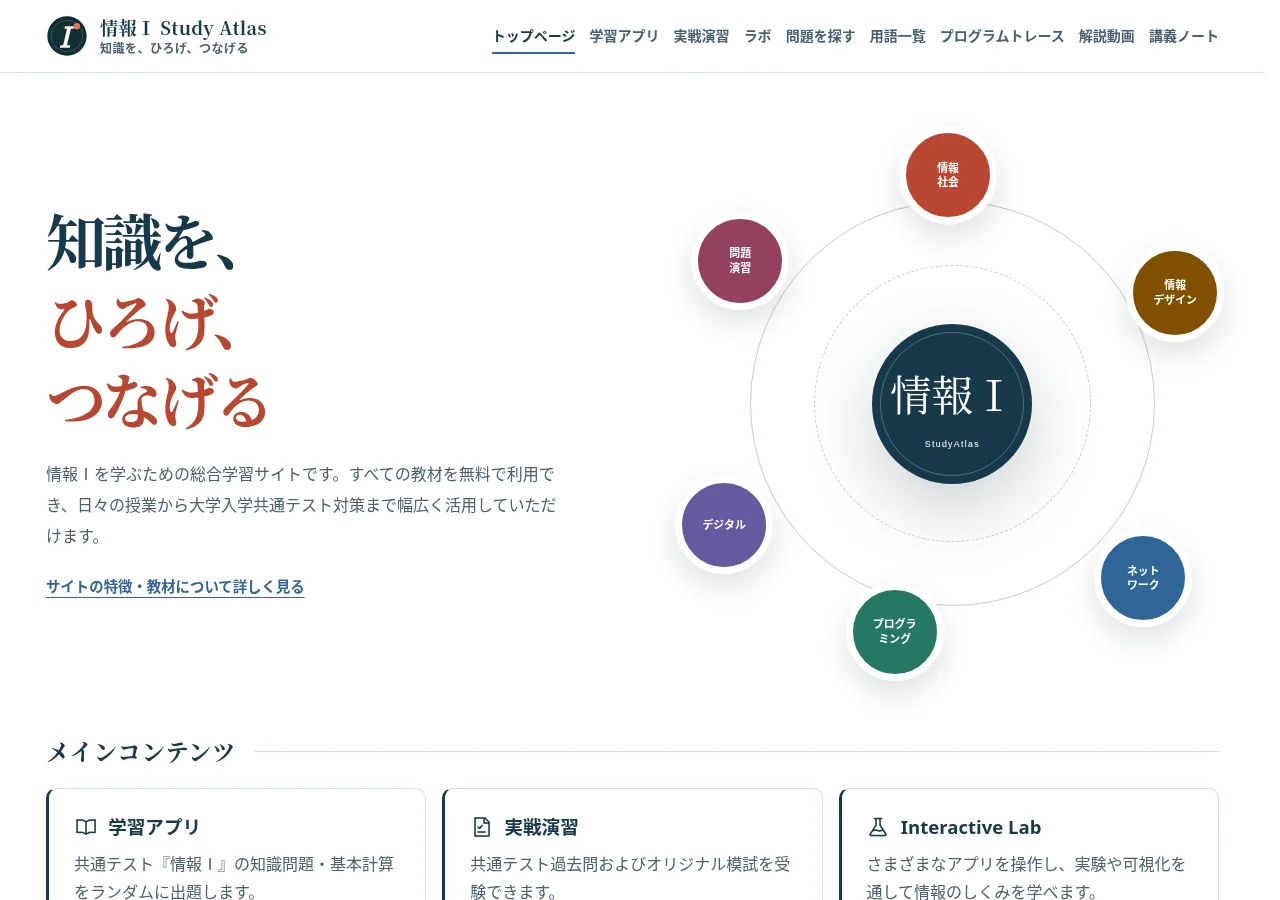 情報Ⅰ Study Atlas
知識を、ひろげ、つなげる
トップページ 学習アプリ 実戦演習 ラボ 問題を探す 用語一覧 プログラムトレース 解説動画 講義ノート
知識を、
ひろげ、
つなげる
情報Ⅰを学ぶための総合学習サイトです。すべての教材を無料で利用で
き、日々の授業から大学入学共通テスト対策まで幅広く活用していただ
けます。
サイトの特徴・教材について詳しく見る
情報
社会
問題
演習
情報
デザイン
情報Ⅰ
StudyAtlas
デジタル
ネット
ワーク
プログラ
ミング
メインコンテンツ
学習アプリ
共通テスト『情報Ⅰ』の知識問題・基本計算
をランダムに出題します。
実戦演習
共通テスト過去問およびオリジナル模試を受
験できます。
Interactive Lab
さまざまなアプリを操作し、実験や可視化を
通して情報のしくみを学べます。